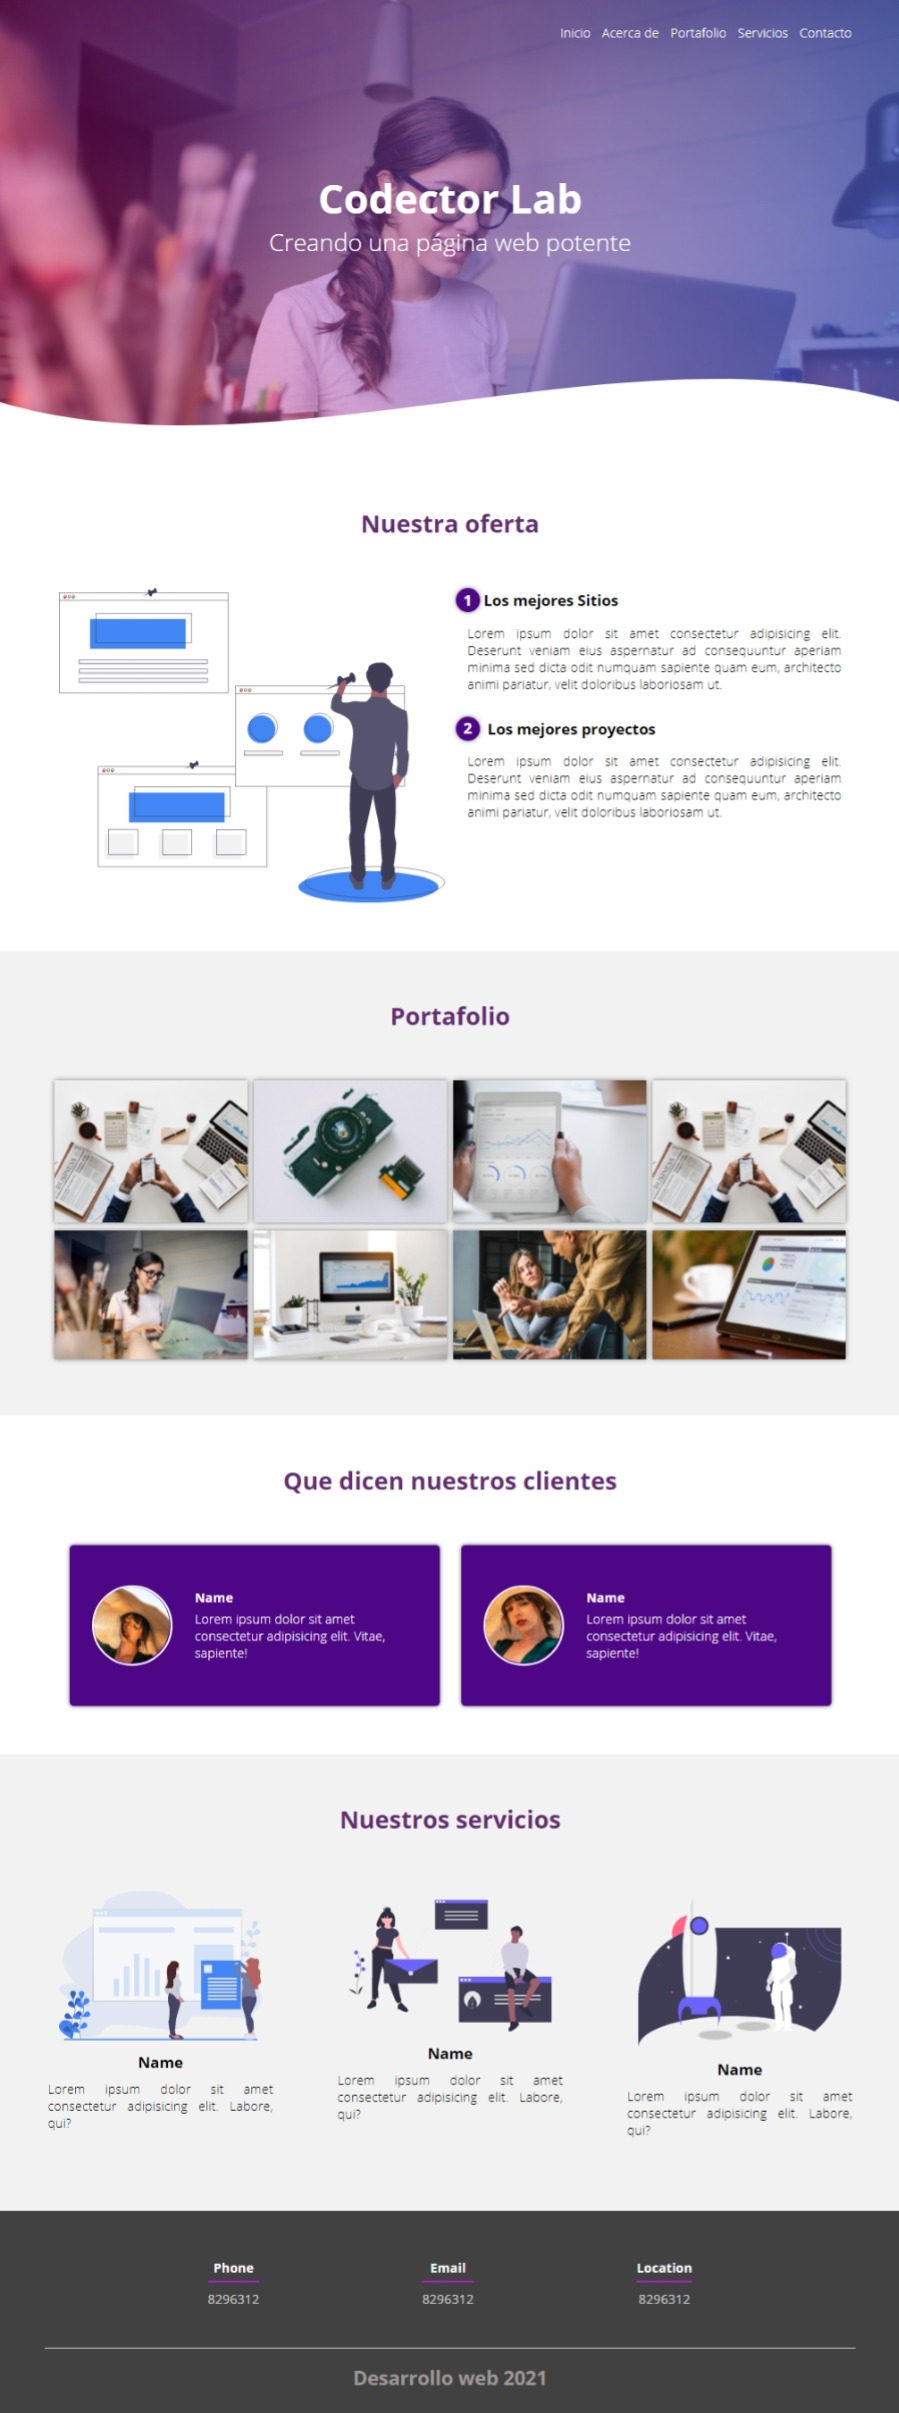 Inicio Acerca de Portafolio Servicios Contacto
Codector Lab
Creando una página web potente
Nuestra oferta
1 Los mejores Sitios
Lorem ipsum dolor sit amet consectetur adipisicing elit.
Deserunt veniam eius aspernatur ad consequuntur aperiam
minima sed dicta odit numquam sapiente quam eum, architecto
animi pariatur, velit doloribus laboriosam ut.
2 Los mejores proyectos
Lorem ipsum dolor sit amet consectetur adipisicing elit.
Deserunt veniam eius aspernatur ad consequuntur aperiam
minima sed dicta odit numquam sapiente quam eum, architecto
animi pariatur, velit doloribus laboriosam ut.
Portafolio
Que dicen nuestros clientes
Name
Lorem ipsum dolor sit amet
consectetur adipisicing elit. Vitae,
sapiente!
Name
Lorem ipsum dolor sit amet
consectetur adipisicing elit. Vitae,
sapiente!
Nuestros servicios
Name
Lorem ipsum dolor sit amet
consectetur adipisicing elit. Labore,
qui?
Name
Lorem ipsum dolor sit amet
consectetur adipisicing elit. Labore,
qui?
Name
Lorem ipsum dolor sit amet
consectetur adipisicing elit. Labore,
qui?
Phone
8296312
Email
8296312
Location
8296312
Desarrollo web 2021